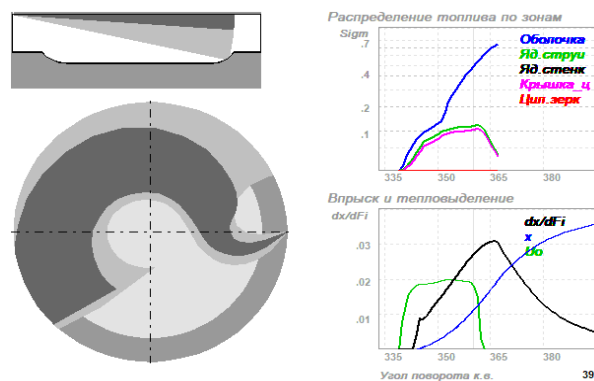 Распределение топлива по зонам
Sigm
.7
.4
.2
.1
Оболочка
Яд.струи
Яд.стенк
Крышка_ц
Цил.зерк
335 350 365 380
Впрыск и тепловыделение
dx/dFi
.03
.02
.01
dx/dFi
x
Uo
335 350 365 380
Угол поворота к.в. 39